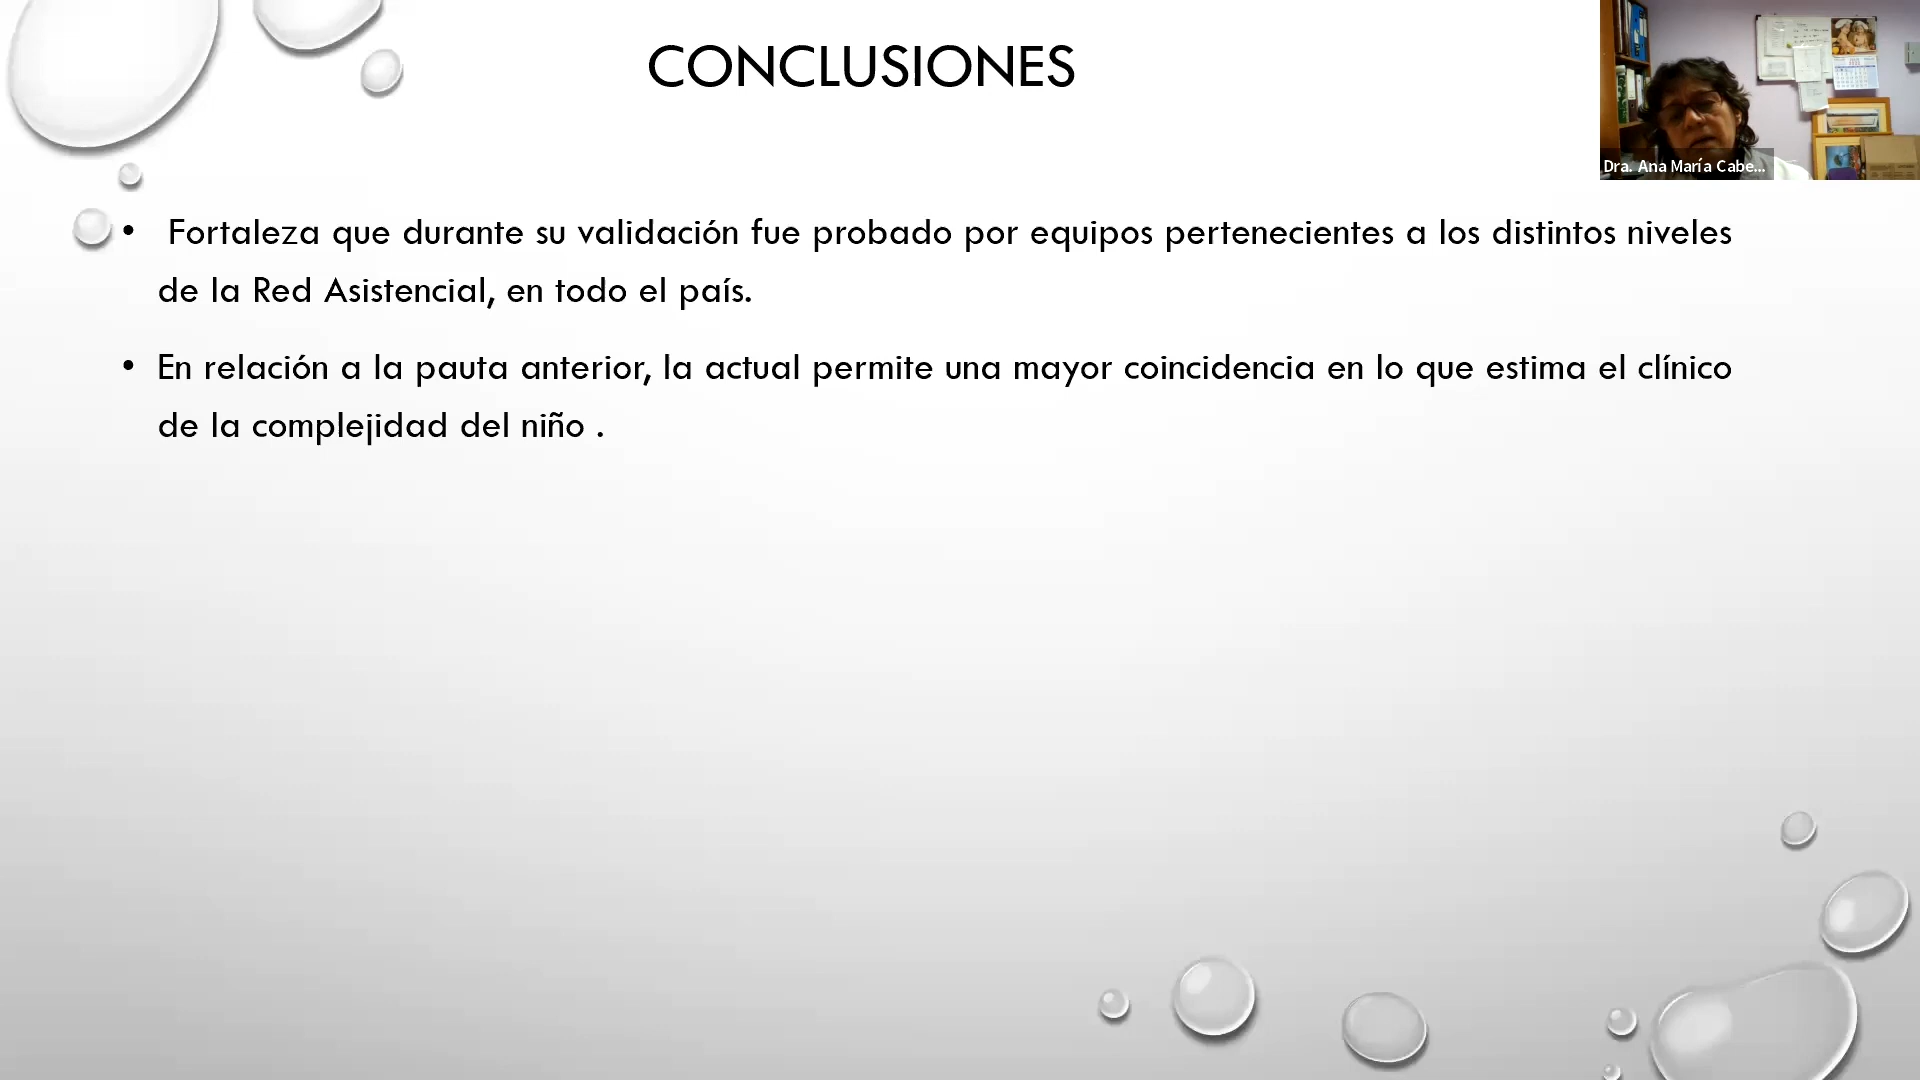 CONCLUSIONES
Dra. Ana María Cabe...
• Fortaleza que durante su validación fue probado por equipos pertenecientes a los distintos niveles
de la Red Asistencial, en todo el país.
• En relación a la pauta anterior, la actual permite una mayor coincidencia en lo que estima el clínico
de la complejidad del niño .